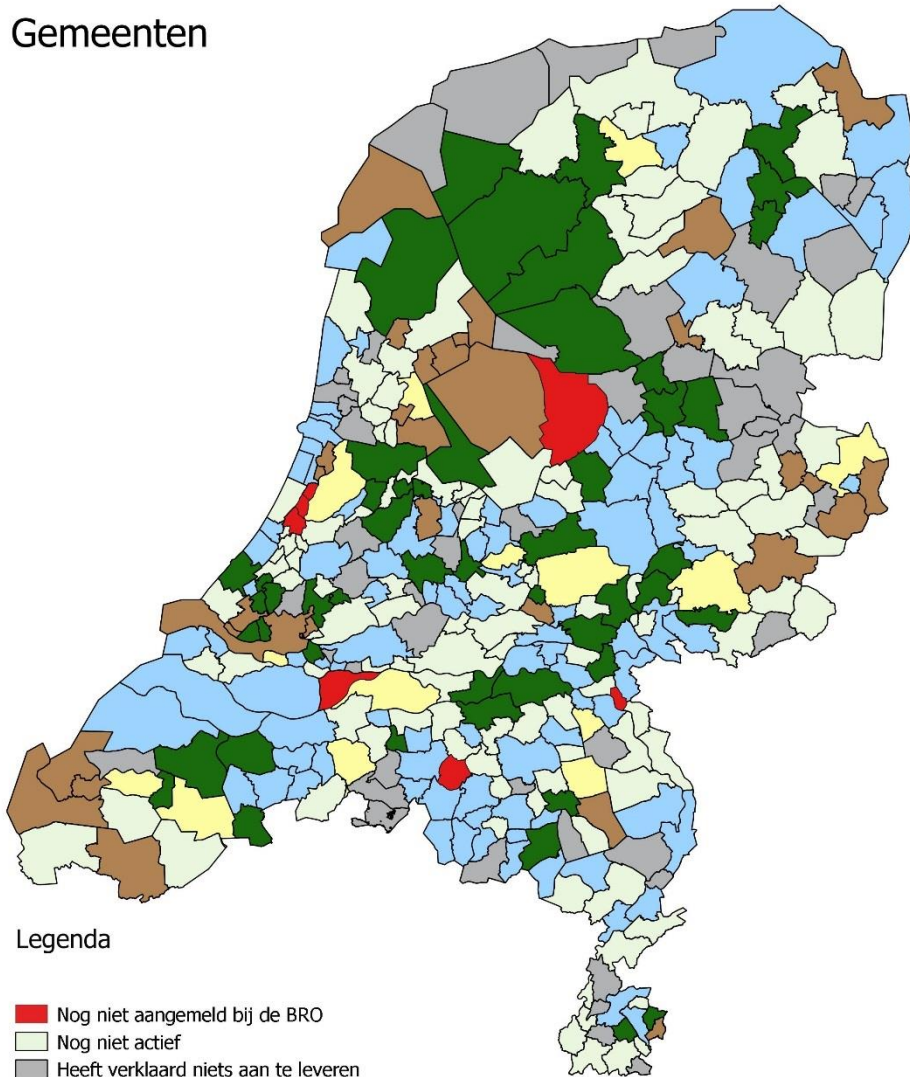 Gemeenten
Legenda
Nog niet aangemeld bij de BRO
Nog niet actief
Heeft verklaard niets aan te leveren